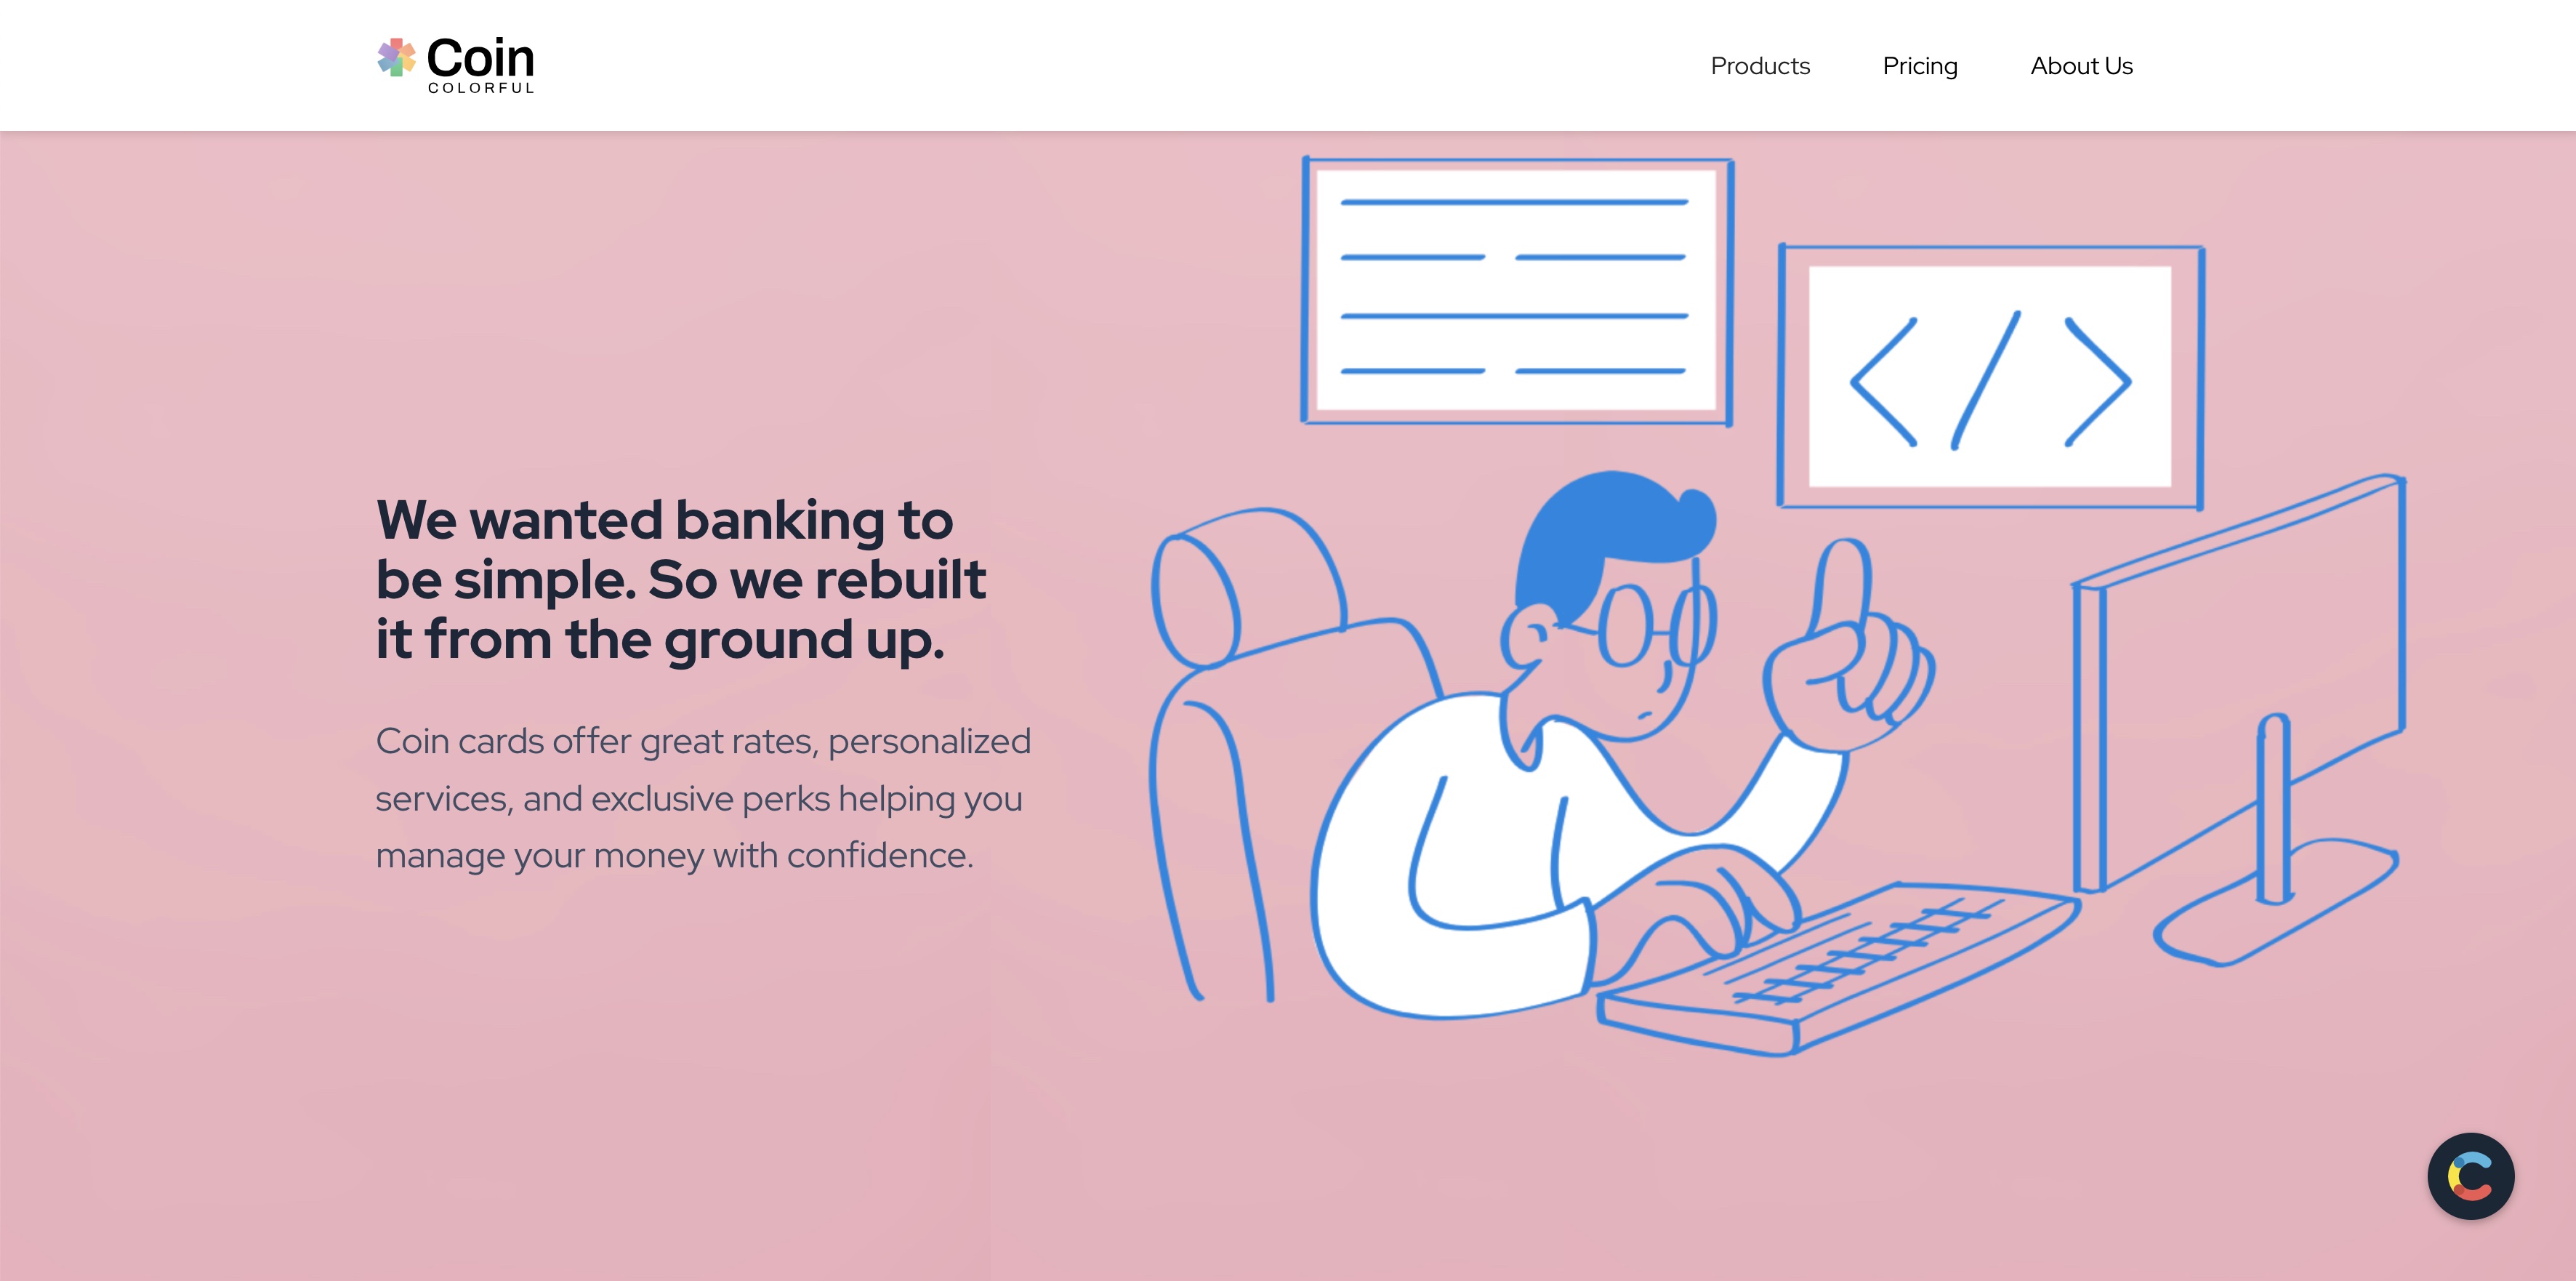 Coin
COLORFUL
Products
Pricing
About Us
We wanted banking to
be simple. So we rebuilt
it from the ground up.
Coin cards offer great rates, personalized
services, and exclusive perks helping you
manage your money with confidence.